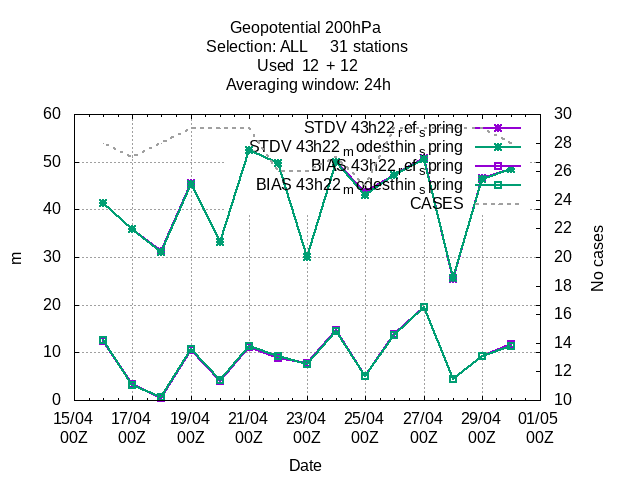 Geopotential 200hPa
Selection: ALL 31 stations
Used 12 + 12
Averaging window: 24h
60 30
STDV 43h22_ref_spring
28
STDV 43h22_modesthin_spring
50 26
BIAS 43h22_ref_spring
BIAS 43h22_modesthin_spring
24
CASES
40 22
30 20
m No cases
18
20 16
10 14
12
0 10
15/04 17/04 19/04 21/04 23/04 25/04 27/04 29/04 01/05
00Z 00Z 00Z 00Z 00Z 00Z 00Z 00Z 00Z
Date